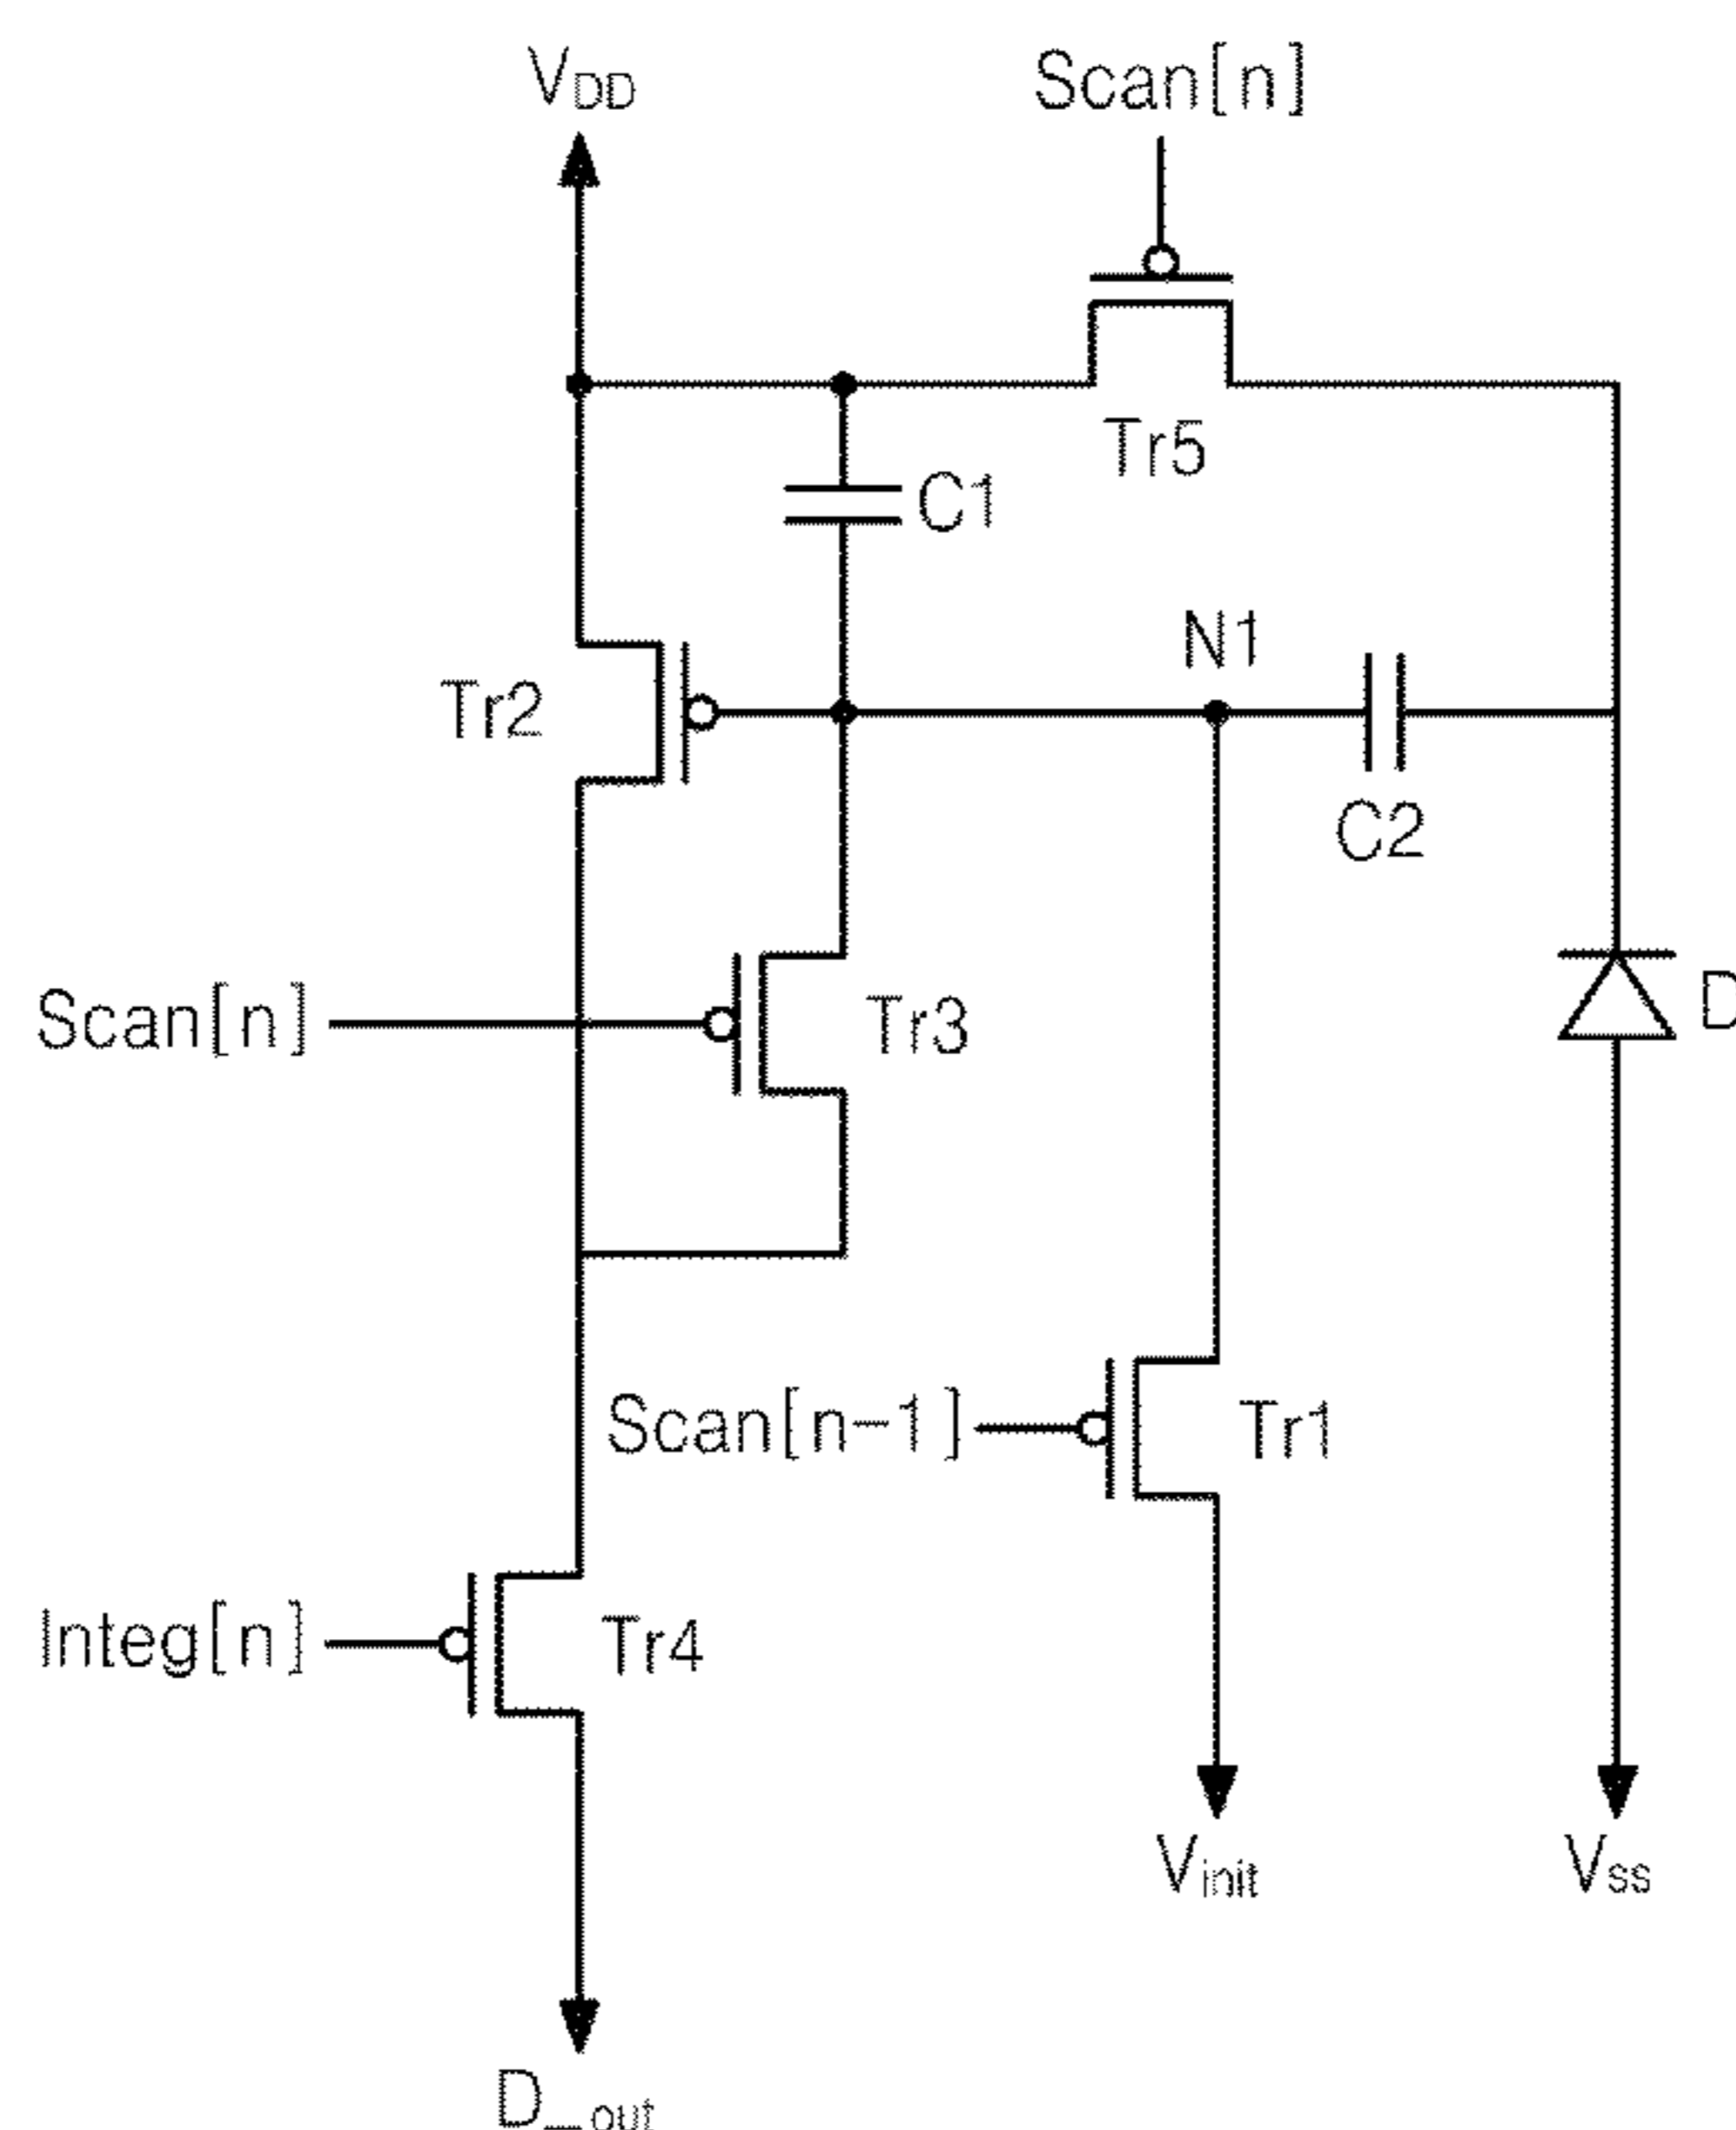 VDD
Scan[n]
Tr5
C1
N1
Tr2
C2
Scan[n]
Tr3
D
Scan[n-1]
Tr1
Integ[n]
Tr4
Vinit
Vss
D_out